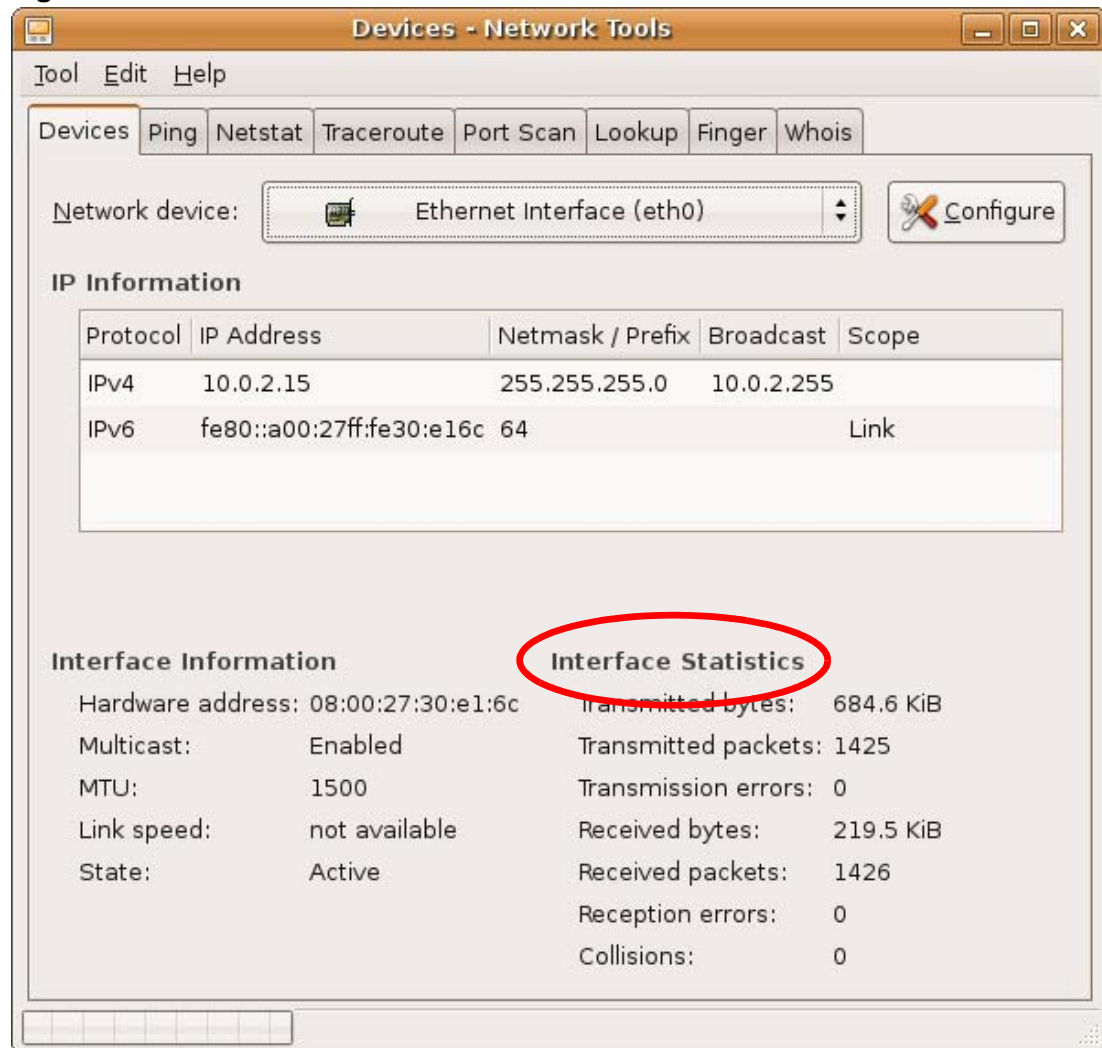 Devices - Network Tools
Tool Edit Help
Devices Ping Netstat Traceroute Port Scan Lookup Finger Whois
Network device: Ethernet Interface (eth0) Configure
IP Information
Protocol IP Address Netmask / Prefix Broadcast Scope
IPv4 10.0.2.15 255.255.255.0 10.0.2.255
IPv6 fe80::a00:27ff:fe30:e16c 64 Link
Interface Information
Hardware address: 08:00:27:30:e1:6c
Multicast: Enabled
MTU: 1500
Link speed: not available
State: Active
Interface Statistics
Transmitted bytes: 684.6 KiB
Transmitted packets: 1425
Transmission errors: 0
Received bytes: 219.5 KiB
Received packets: 1426
Reception errors: 0
Collisions: 0